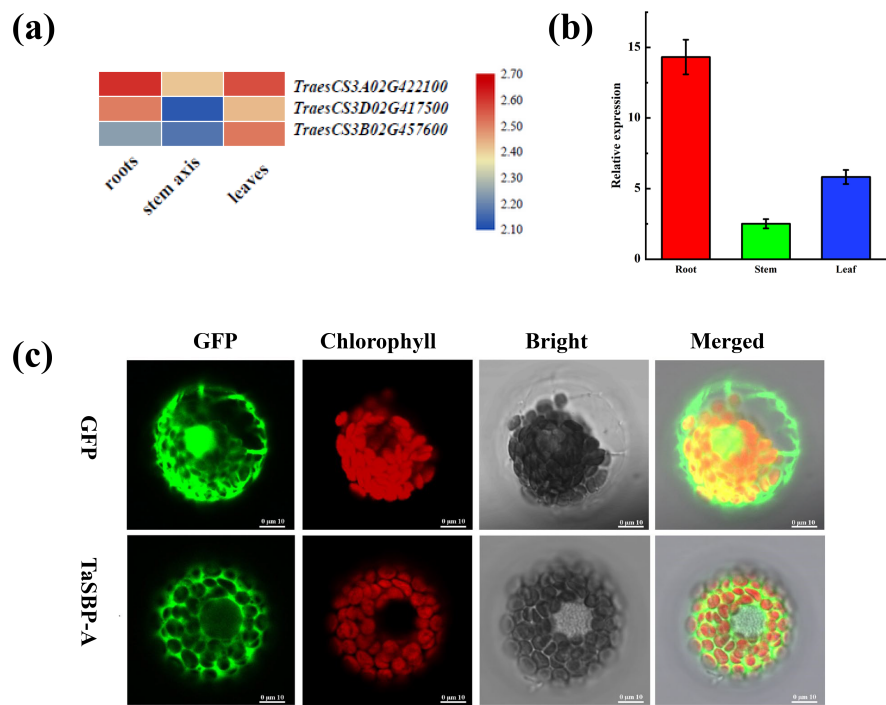 (a)
TraesCS3A02G422100
TraesCS3D02G417500
TraesCS3B02G457600
roots
stem axis
leaves
2.70
2.60
2.50
2.40
2.30
2.20
2.10
(b)
Relative expression
15
10
5
0
Root
Stem
Leaf
(c)
GFP
Chlorophyll
Bright
Merged
GFP
0 μm 10
0 μm 10
0 μm 10
0 μm 10
TaSBP-A
0 μm 10
0 μm 10
0 μm 10
0 μm 10